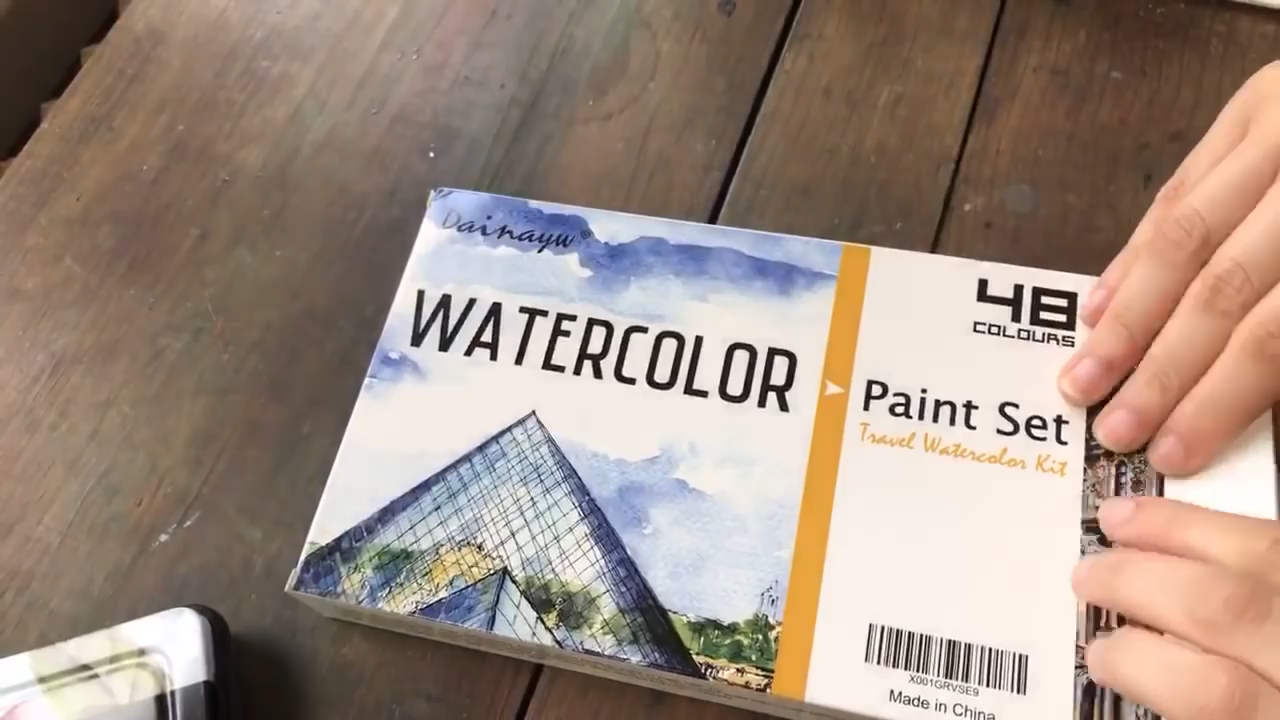 Dainayw®
WATERCOLOR
48
COLOURS
Paint Set
Travel Watercolor Kit
X001GRVSE9
Made in China